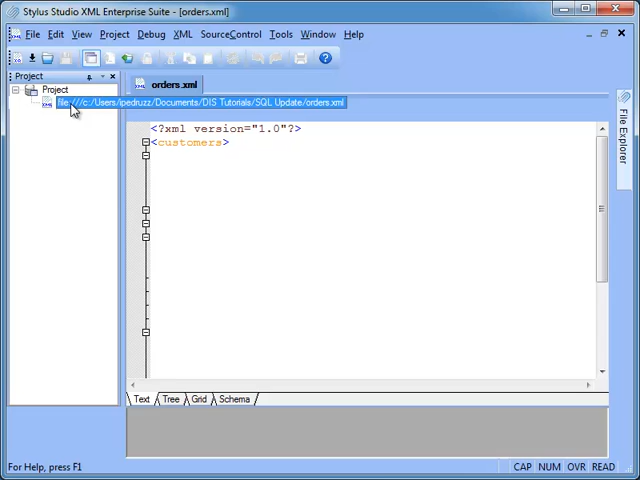 Stylus Studio XML Enterprise Suite - [orders.xml]
File Edit View Project Debug XML SourceControl Tools Window Help
Project
orders.xml
Project
file:///c:/Users/ipedruzz/Documents/DIS Tutorials/SQL Update/orders.xml
<?xml version="1.0"?>
<customers>
File Explorer
Text Tree Grid Schema
For Help, press F1
CAP NUM OVR READ